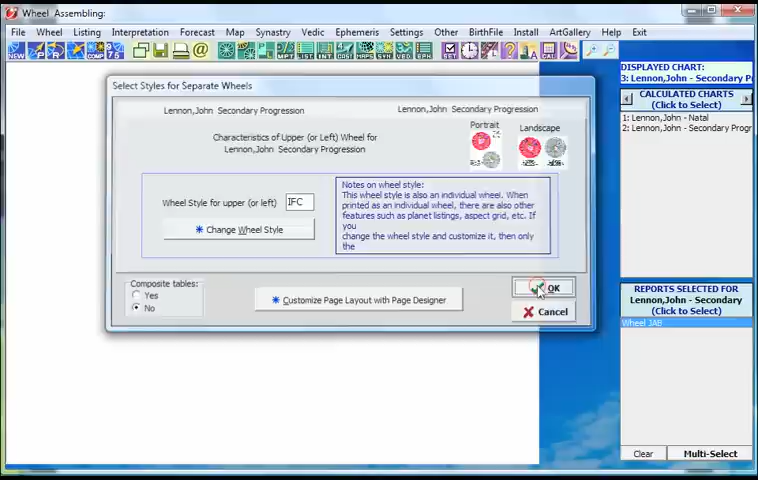 Wheel Assembling:
File Wheel Listing Interpretation Forecast Map Synastry Vedic Ephemeris Settings Other BirthFile Install ArtGallery Help
DISPLAYED CHART:
3: Lennon,John - Secondary P
CALCULATED CHARTS
(Click to Select)
1: Lennon,John - Natal
2: Lennon,John - Secondary Progr
Select Styles for Separate Wheels
Lennon,John Secondary Progression
Lennon,John Secondary Progression
Characteristics of Upper (or Left) Wheel for
Lennon,John Secondary Progression
Portrait
Landscape
Wheel Style for upper (or left)
IFC
Change Wheel Style
Notes on wheel style:
This wheel style is also an individual wheel. When
printed as an individual wheel, there are also other
features such as planet listings, aspect grid, etc. If
you
change the wheel style and customize it, then only
the
Composite tables:
Yes
No
Customize Page Layout with Page Designer
OK
Cancel
REPORTS SELECTED FOR
Lennon,John - Secondary
(Click to Select)
Wheel JAB
Clear
Multi-Select